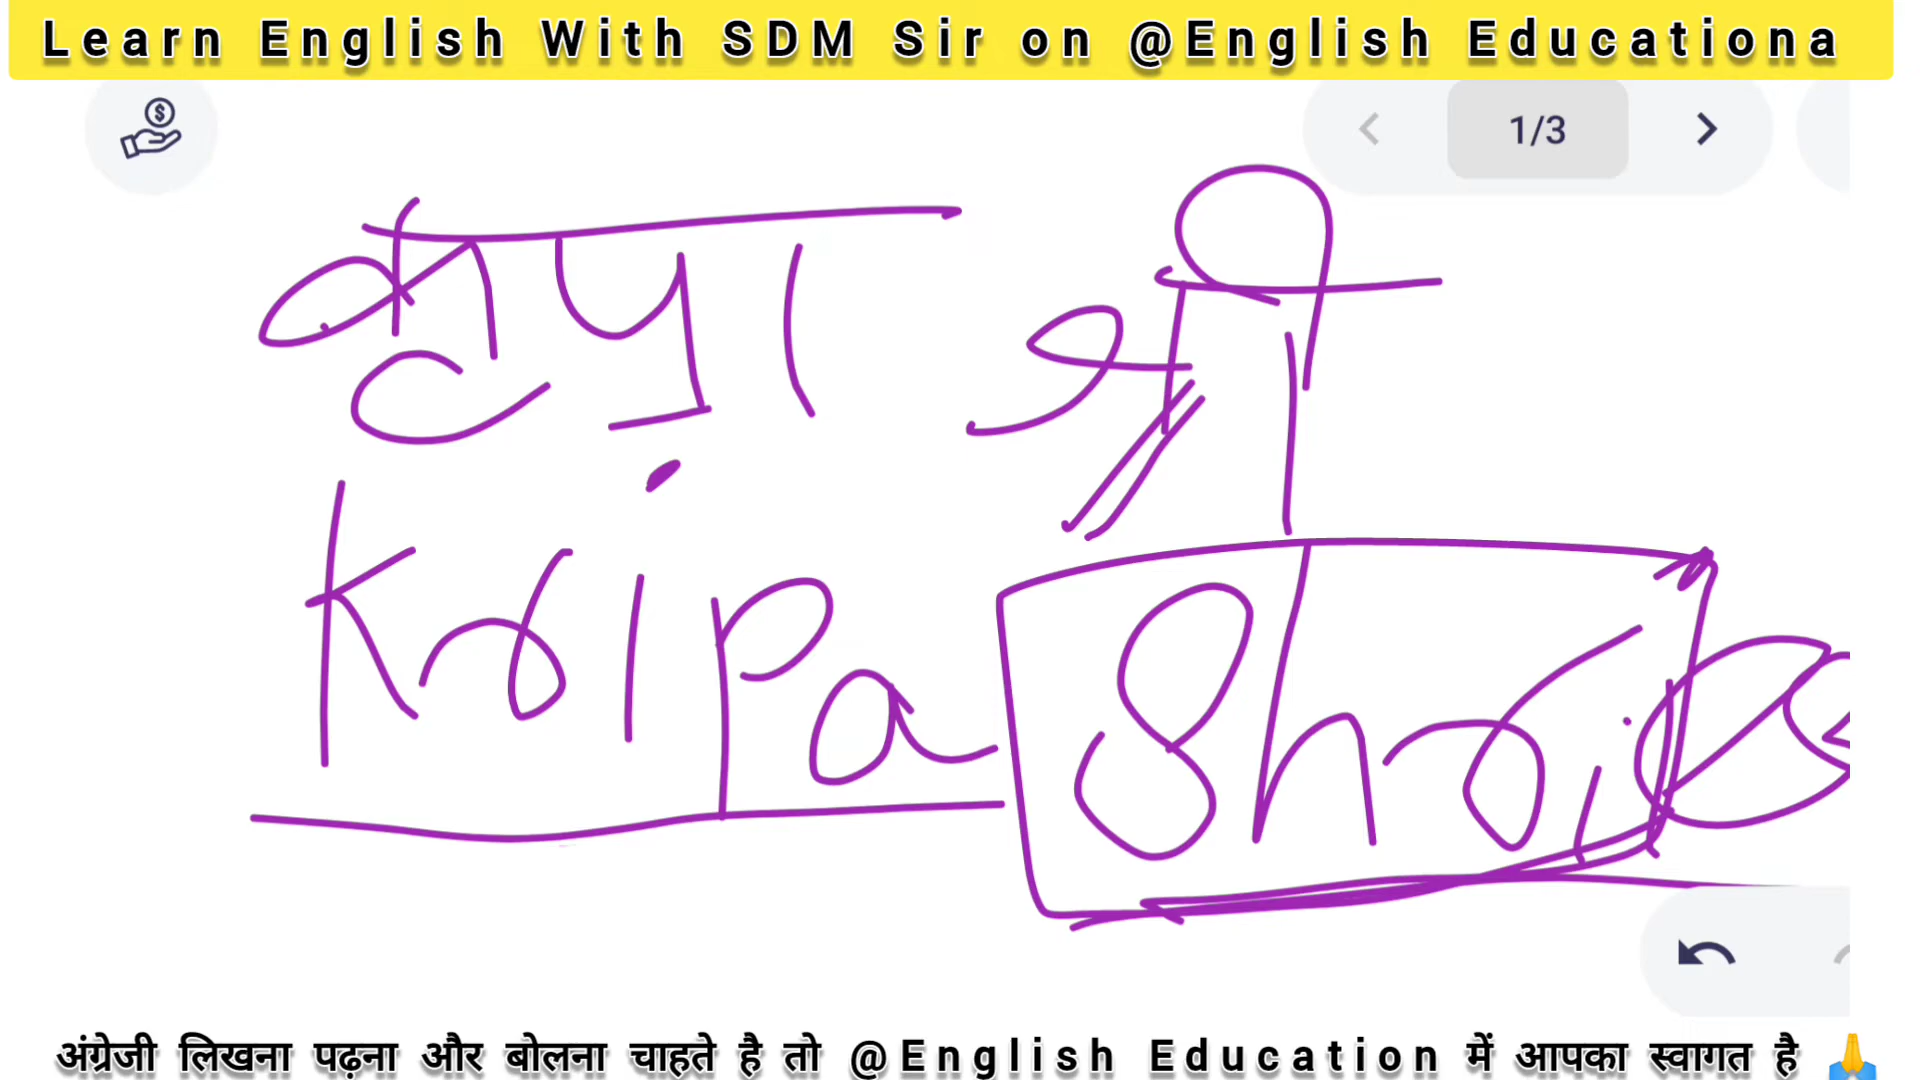 Learn English With SDM Sir on @English Educationa
1/3
कृपा श्री
Kripa Shri
अंग्रेजी लिखना पढ़ना और बोलना चाहते है तो @English Education में आपका स्वागत है 🙏